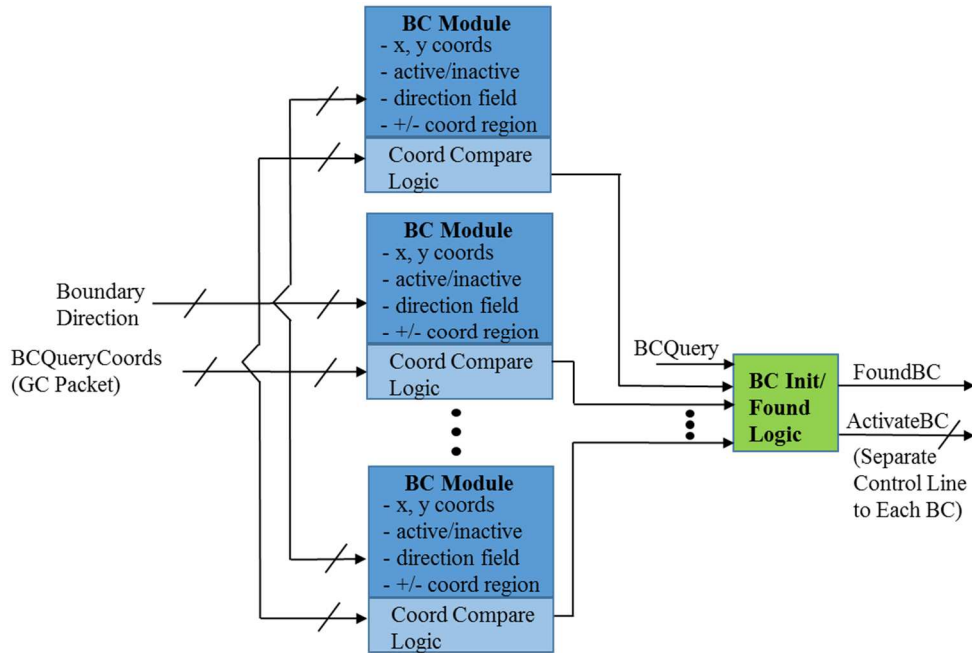 BC Module
- x, y coords
- active/inactive
- direction field
- +/- coord region
Coord Compare
Logic
BC Module
- x, y coords
- active/inactive
- direction field
- +/- coord region
Coord Compare
Logic
BC Module
- x, y coords
- active/inactive
- direction field
- +/- coord region
Coord Compare
Logic
Boundary
Direction
BCQueryCoords
(GC Packet)
BCQuery
BC Init/
Found
Logic
FoundBC
ActivateBC
(Separate
Control Line
to Each BC)